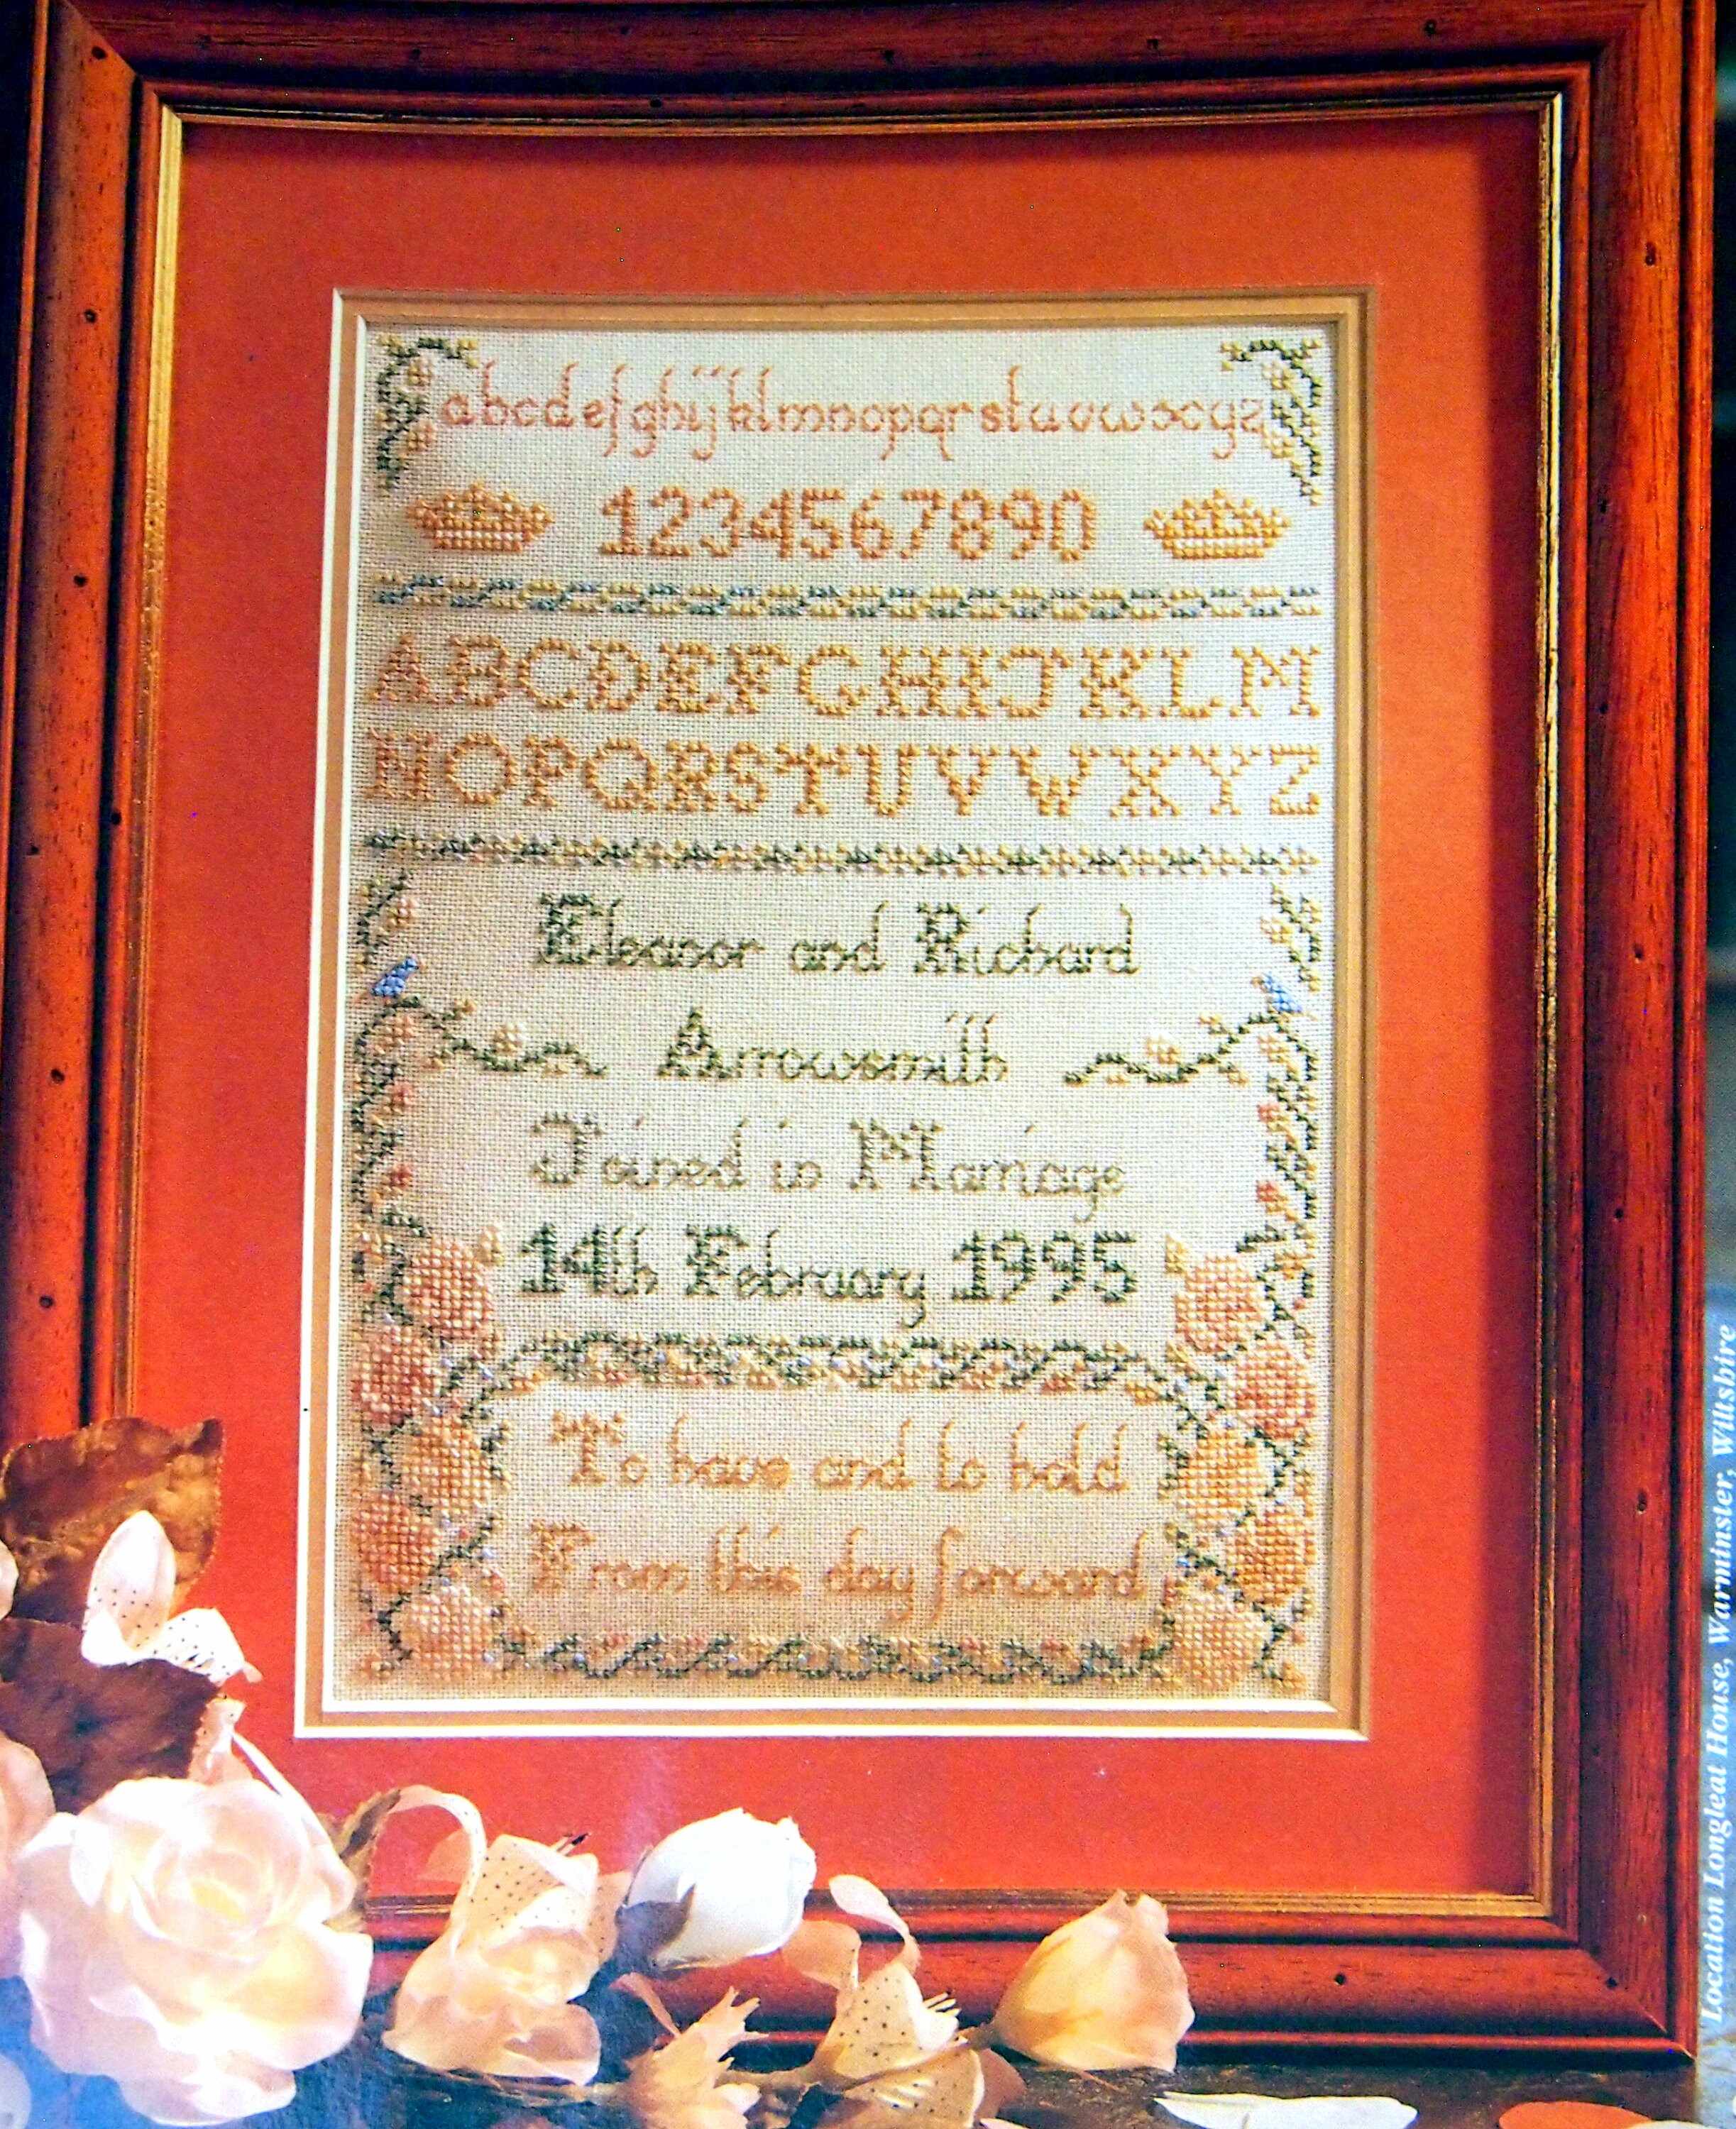 abcdefghijklmnopqrstuvwxyz
1234567890
ABCDEFGHIJKLM
NOPQRSTUVWXYZ
Eleanor and Richard
Arrowsmith
Joined in Marriage
14th February 1995
To have and to hold
From this day forward
Location Longleat House, Warminster, Wiltshire